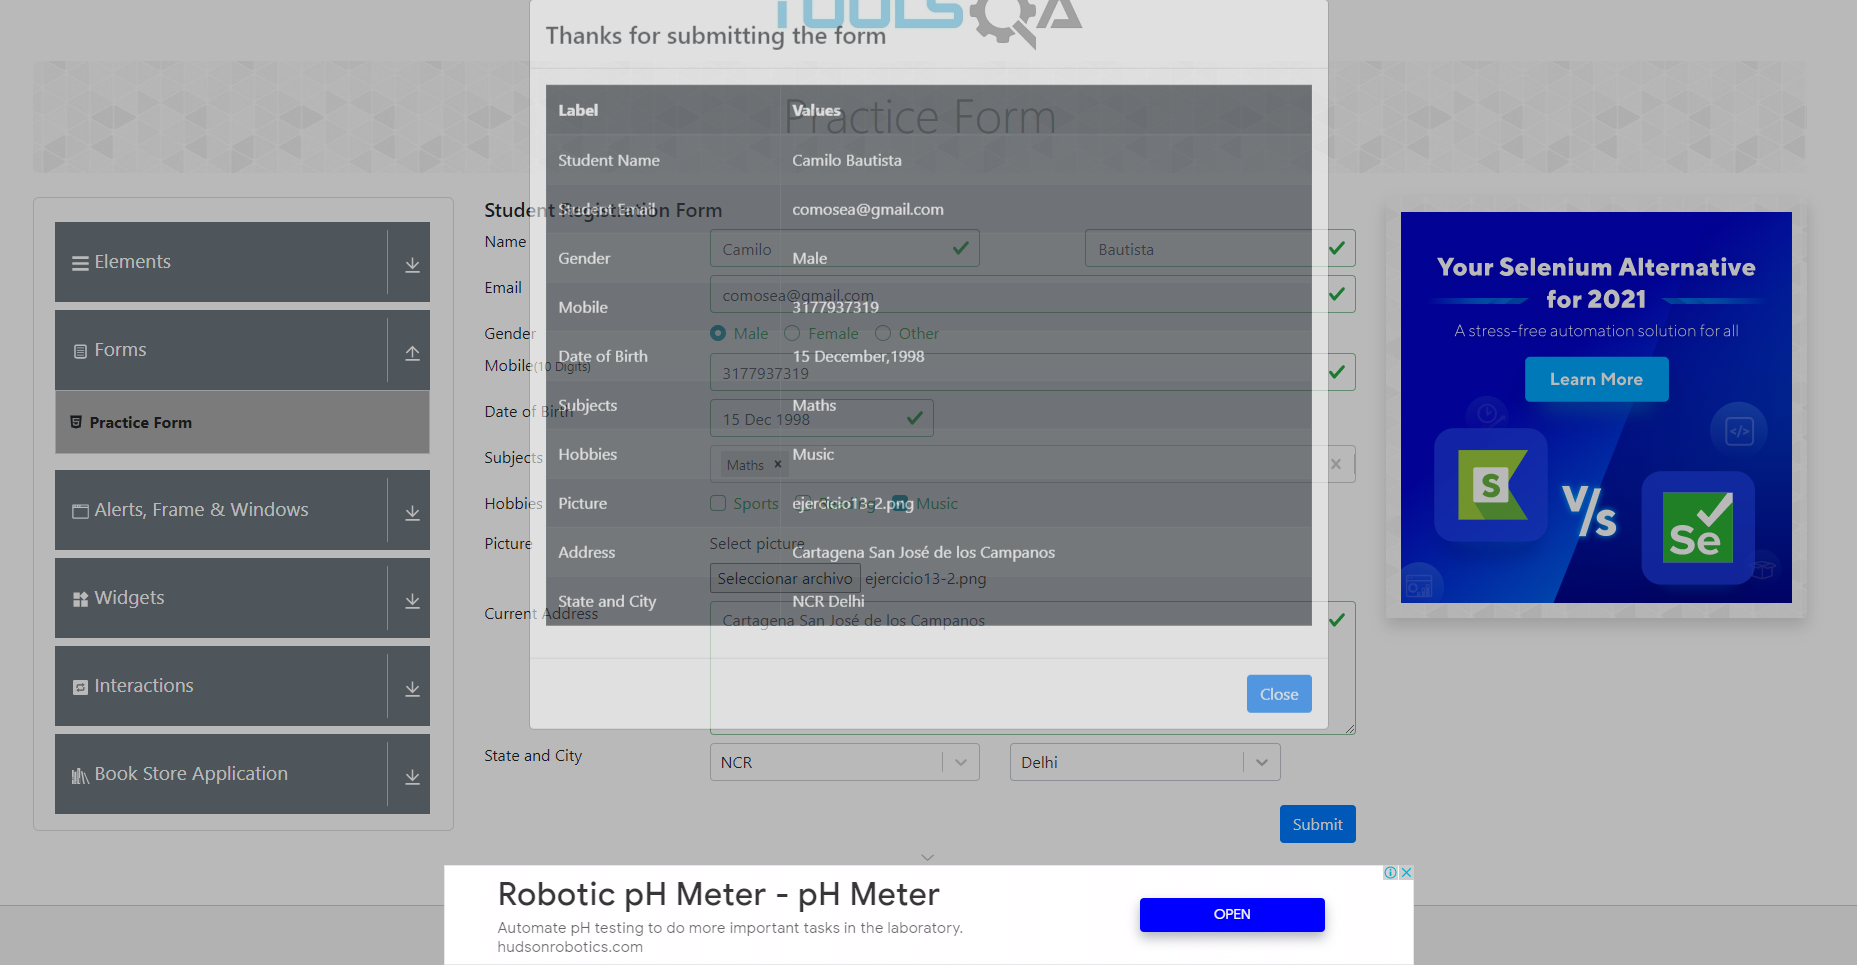 TOOLSQA
Thanks for submitting the form
Practice Form
Label Values
Student Name Camilo Bautista
Student Email comosea@gmail.com
Gender Male
Mobile 3177937319
Date of Birth 15 December,1998
Subjects Maths
Hobbies Music
Picture ejercicio13-2.png
Address Cartagena San José de los Campanos
State and City NCR Delhi
Close
Elements
Forms
Practice Form
Alerts, Frame & Windows
Widgets
Interactions
Book Store Application
Student Registration Form
Name Camilo Bautista
Email comosea@gmail.com
Gender Male Female Other
Mobile(10 Digits) 3177937319
Date of Birth 15 Dec 1998
Subjects Maths
Hobbies Sports Reading Music
Picture Select picture
Seleccionar archivo ejercicio13-2.png
Current Address Cartagena San José de los Campanos
State and City NCR Delhi
Submit
Your Selenium Alternative
for 2021
A stress-free automation solution for all
Learn More
</>
S
V/s
Se
Robotic pH Meter - pH Meter
Automate pH testing to do more important tasks in the laboratory.
hudsonrobotics.com
OPEN